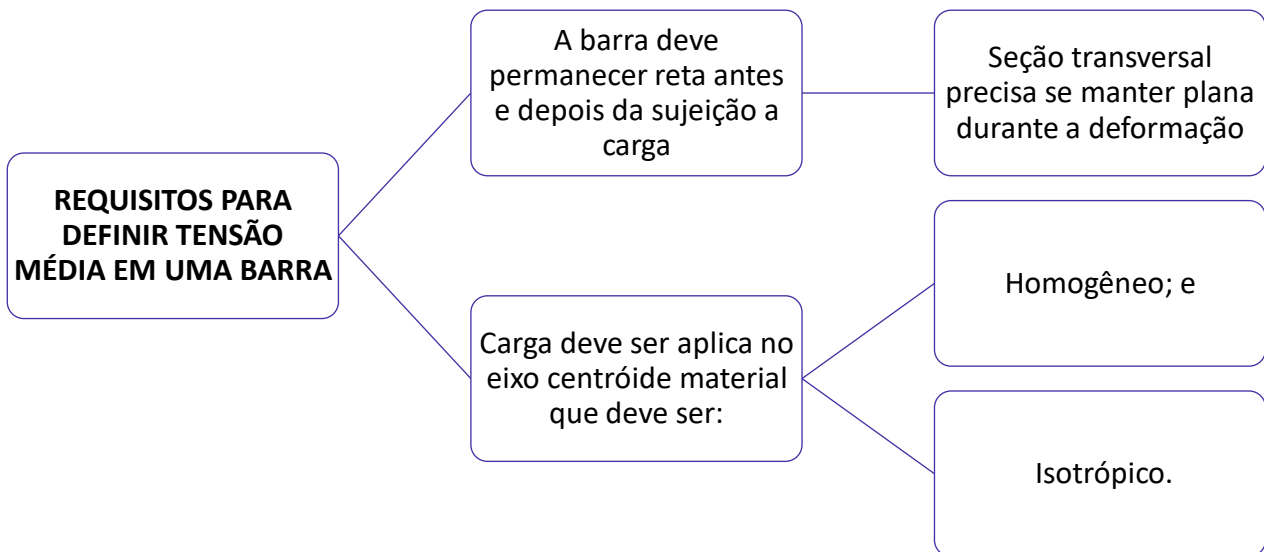 REQUISITOS PARA
DEFINIR TENSÃO
MÉDIA EM UMA BARRA
A barra deve
permanecer reta antes
e depois da sujeição a
carga
Seção transversal
precisa se manter plana
durante a deformação
Carga deve ser aplica no
eixo centróide material
que deve ser:
Homogêneo; e
Isotrópico.